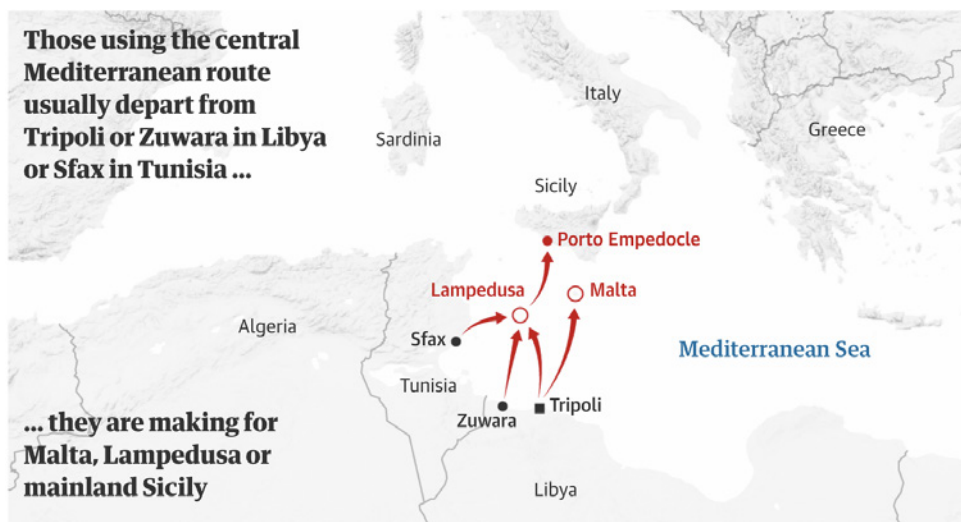 Those using the central
Mediterranean route
usually depart from
Tripoli or Zuwara in Libya
or Sfax in Tunisia ...
Italy
Sardinia
Greece
Sicily
Porto Empedocle
Lampedusa
Malta
Algeria
Sfax
Mediterranean Sea
Tunisia
Tripoli
Zuwara
... they are making for
Malta, Lampedusa or
mainland Sicily
Libya